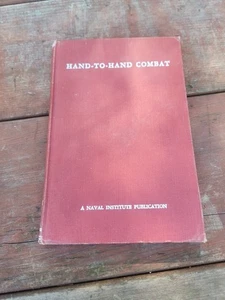 HAND-TO-HAND COMBAT
A NAVAL INSTITUTE PUBLICATION